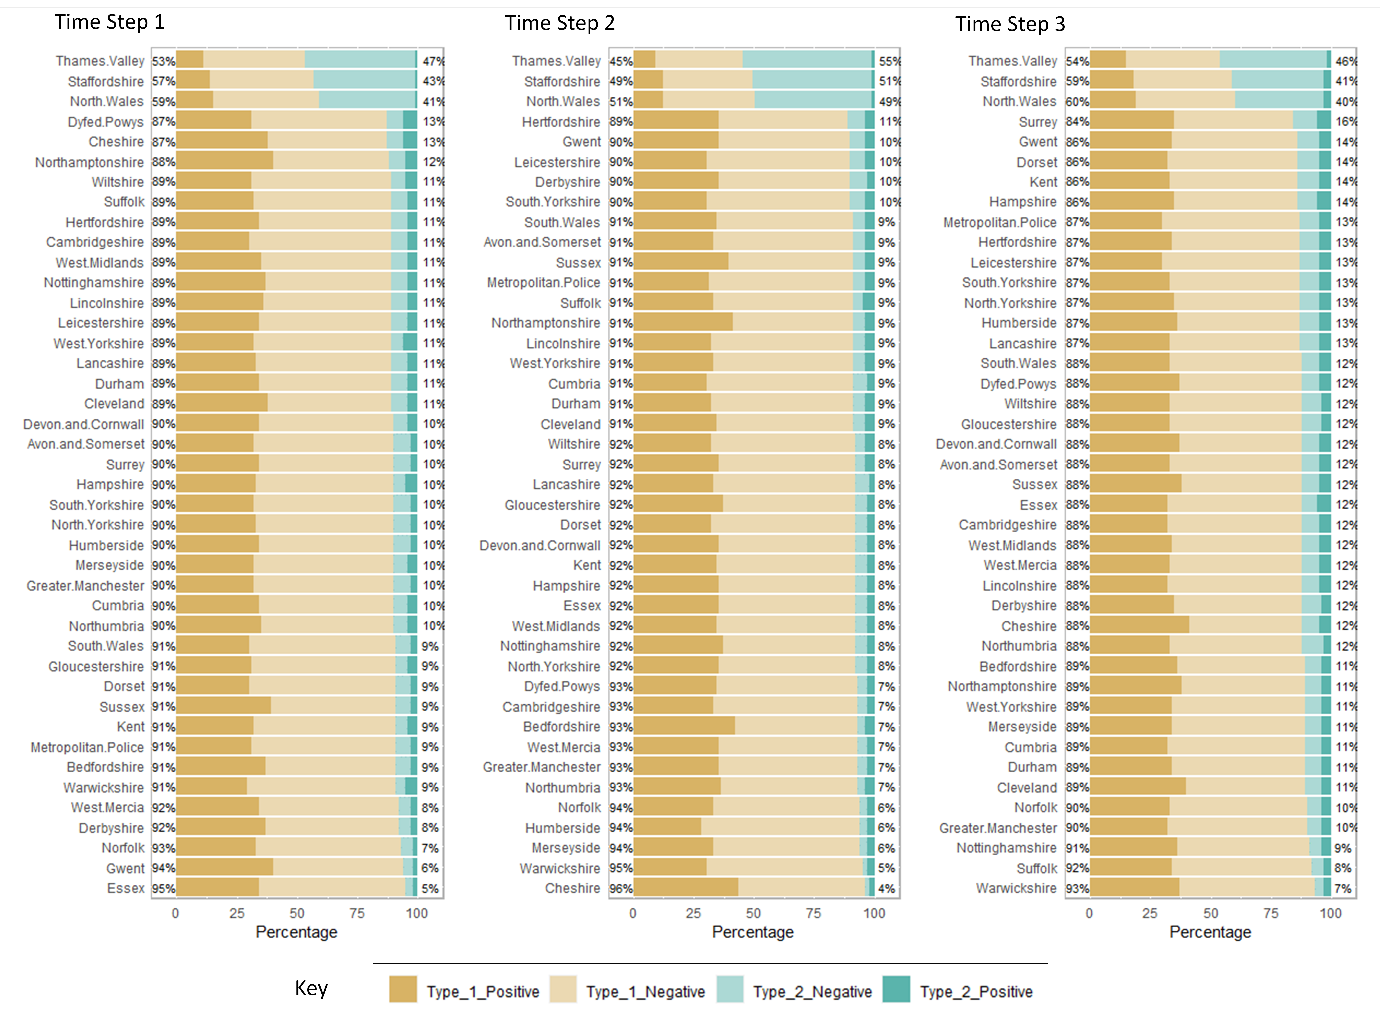 Time Step 1
Thames.Valley 53% 47%
Staffordshire 57% 43%
North.Wales 59% 41%
Dyfed.Powys 87% 13%
Cheshire 87% 13%
Northamptonshire 88% 12%
Wiltshire 89% 11%
Suffolk 89% 11%
Hertfordshire 89% 11%
Cambridgeshire 89% 11%
West.Midlands 89% 11%
Nottinghamshire 89% 11%
Lincolnshire 89% 11%
Leicestershire 89% 11%
West.Yorkshire 89% 11%
Lancashire 89% 11%
Durham 89% 11%
Cleveland 89% 11%
Devon.and.Cornwall 90% 10%
Avon.and.Somerset 90% 10%
Surrey 90% 10%
Hampshire 90% 10%
South.Yorkshire 90% 10%
North.Yorkshire 90% 10%
Humberside 90% 10%
Merseyside 90% 10%
Greater.Manchester 90% 10%
Cumbria 90% 10%
Northumbria 90% 10%
South.Wales 91% 9%
Gloucestershire 91% 9%
Dorset 91% 9%
Sussex 91% 9%
Kent 91% 9%
Metropolitan.Police 91% 9%
Bedfordshire 91% 9%
Warwickshire 91% 9%
West.Mercia 92% 8%
Derbyshire 92% 8%
Norfolk 93% 7%
Gwent 94% 6%
Essex 95% 5%
0 25 50 75 100
Percentage
Time Step 2
Thames.Valley 45% 55%
Staffordshire 49% 51%
North.Wales 51% 49%
Hertfordshire 89% 11%
Gwent 90% 10%
Leicestershire 90% 10%
Derbyshire 90% 10%
South.Yorkshire 90% 10%
South.Wales 91% 9%
Avon.and.Somerset 91% 9%
Sussex 91% 9%
Metropolitan.Police 91% 9%
Suffolk 91% 9%
Northamptonshire 91% 9%
Lincolnshire 91% 9%
West.Yorkshire 91% 9%
Cumbria 91% 9%
Durham 91% 9%
Cleveland 91% 9%
Wiltshire 92% 8%
Surrey 92% 8%
Lancashire 92% 8%
Gloucestershire 92% 8%
Dorset 92% 8%
Devon.and.Cornwall 92% 8%
Kent 92% 8%
Hampshire 92% 8%
Essex 92% 8%
West.Midlands 92% 8%
Nottinghamshire 92% 8%
North.Yorkshire 92% 8%
Dyfed.Powys 93% 7%
Cambridgeshire 93% 7%
Bedfordshire 93% 7%
West.Mercia 93% 7%
Greater.Manchester 93% 7%
Northumbria 93% 7%
Norfolk 94% 6%
Humberside 94% 6%
Merseyside 94% 6%
Warwickshire 95% 5%
Cheshire 96% 4%
0 25 50 75 100
Percentage
Time Step 3
Thames.Valley 54% 46%
Staffordshire 59% 41%
North.Wales 60% 40%
Surrey 84% 16%
Gwent 86% 14%
Dorset 86% 14%
Kent 86% 14%
Hampshire 86% 14%
Metropolitan.Police 87% 13%
Hertfordshire 87% 13%
Leicestershire 87% 13%
South.Yorkshire 87% 13%
North.Yorkshire 87% 13%
Humberside 87% 13%
Lancashire 87% 13%
South.Wales 88% 12%
Dyfed.Powys 88% 12%
Wiltshire 88% 12%
Gloucestershire 88% 12%
Devon.and.Cornwall 88% 12%
Avon.and.Somerset 88% 12%
Sussex 88% 12%
Essex 88% 12%
Cambridgeshire 88% 12%
West.Midlands 88% 12%
West.Mercia 88% 12%
Lincolnshire 88% 12%
Derbyshire 88% 12%
Cheshire 88% 12%
Northumbria 88% 12%
Bedfordshire 89% 11%
Northamptonshire 89% 11%
West.Yorkshire 89% 11%
Merseyside 89% 11%
Cumbria 89% 11%
Durham 89% 11%
Cleveland 89% 11%
Norfolk 90% 10%
Greater.Manchester 90% 10%
Nottinghamshire 91% 9%
Suffolk 92% 8%
Warwickshire 93% 7%
0 25 50 75 100
Percentage
Key Type_1_Positive Type_1_Negative Type_2_Negative Type_2_Positive